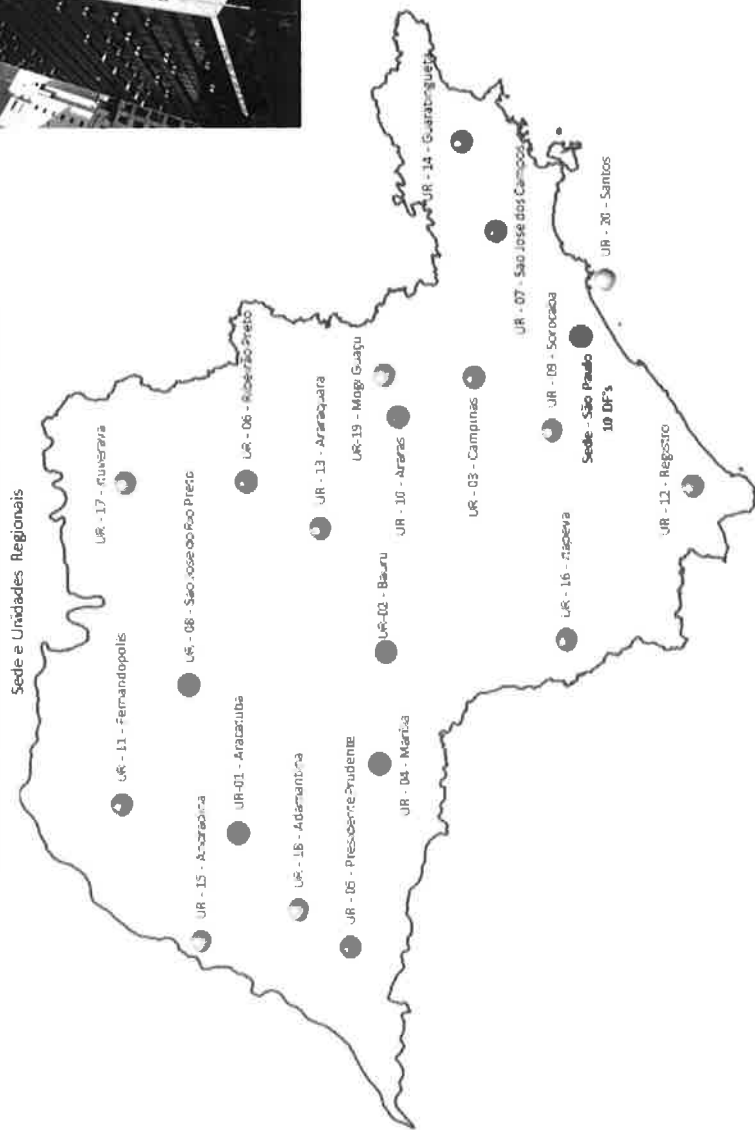 Sede e Unidades Regionais
UR - 11 - Fernandopolis
UR - 17 - Ituverava
UR - 08 - São José do Rio Preto
UR - 15 - Andradina
UR-01 - Aracatuba
UR - 06 - Ribeirão Preto
UR - 18 - Adamantina
UR - 13 - Araraquara
UR - 05 - Presidente Prudente
UR - 04 - Marília
UR-02 - Bauru
UR-19 - Mogi Guaçu
UR - 10 - Araras
UR - 14 - Guaratinguetá
UR - 03 - Campinas
UR - 07 - São José dos Campos
UR - 16 - Itapeva
UR - 09 - Sorocaba
Sede - São Paulo
10 DF's
UR - 20 - Santos
UR - 12 - Registro